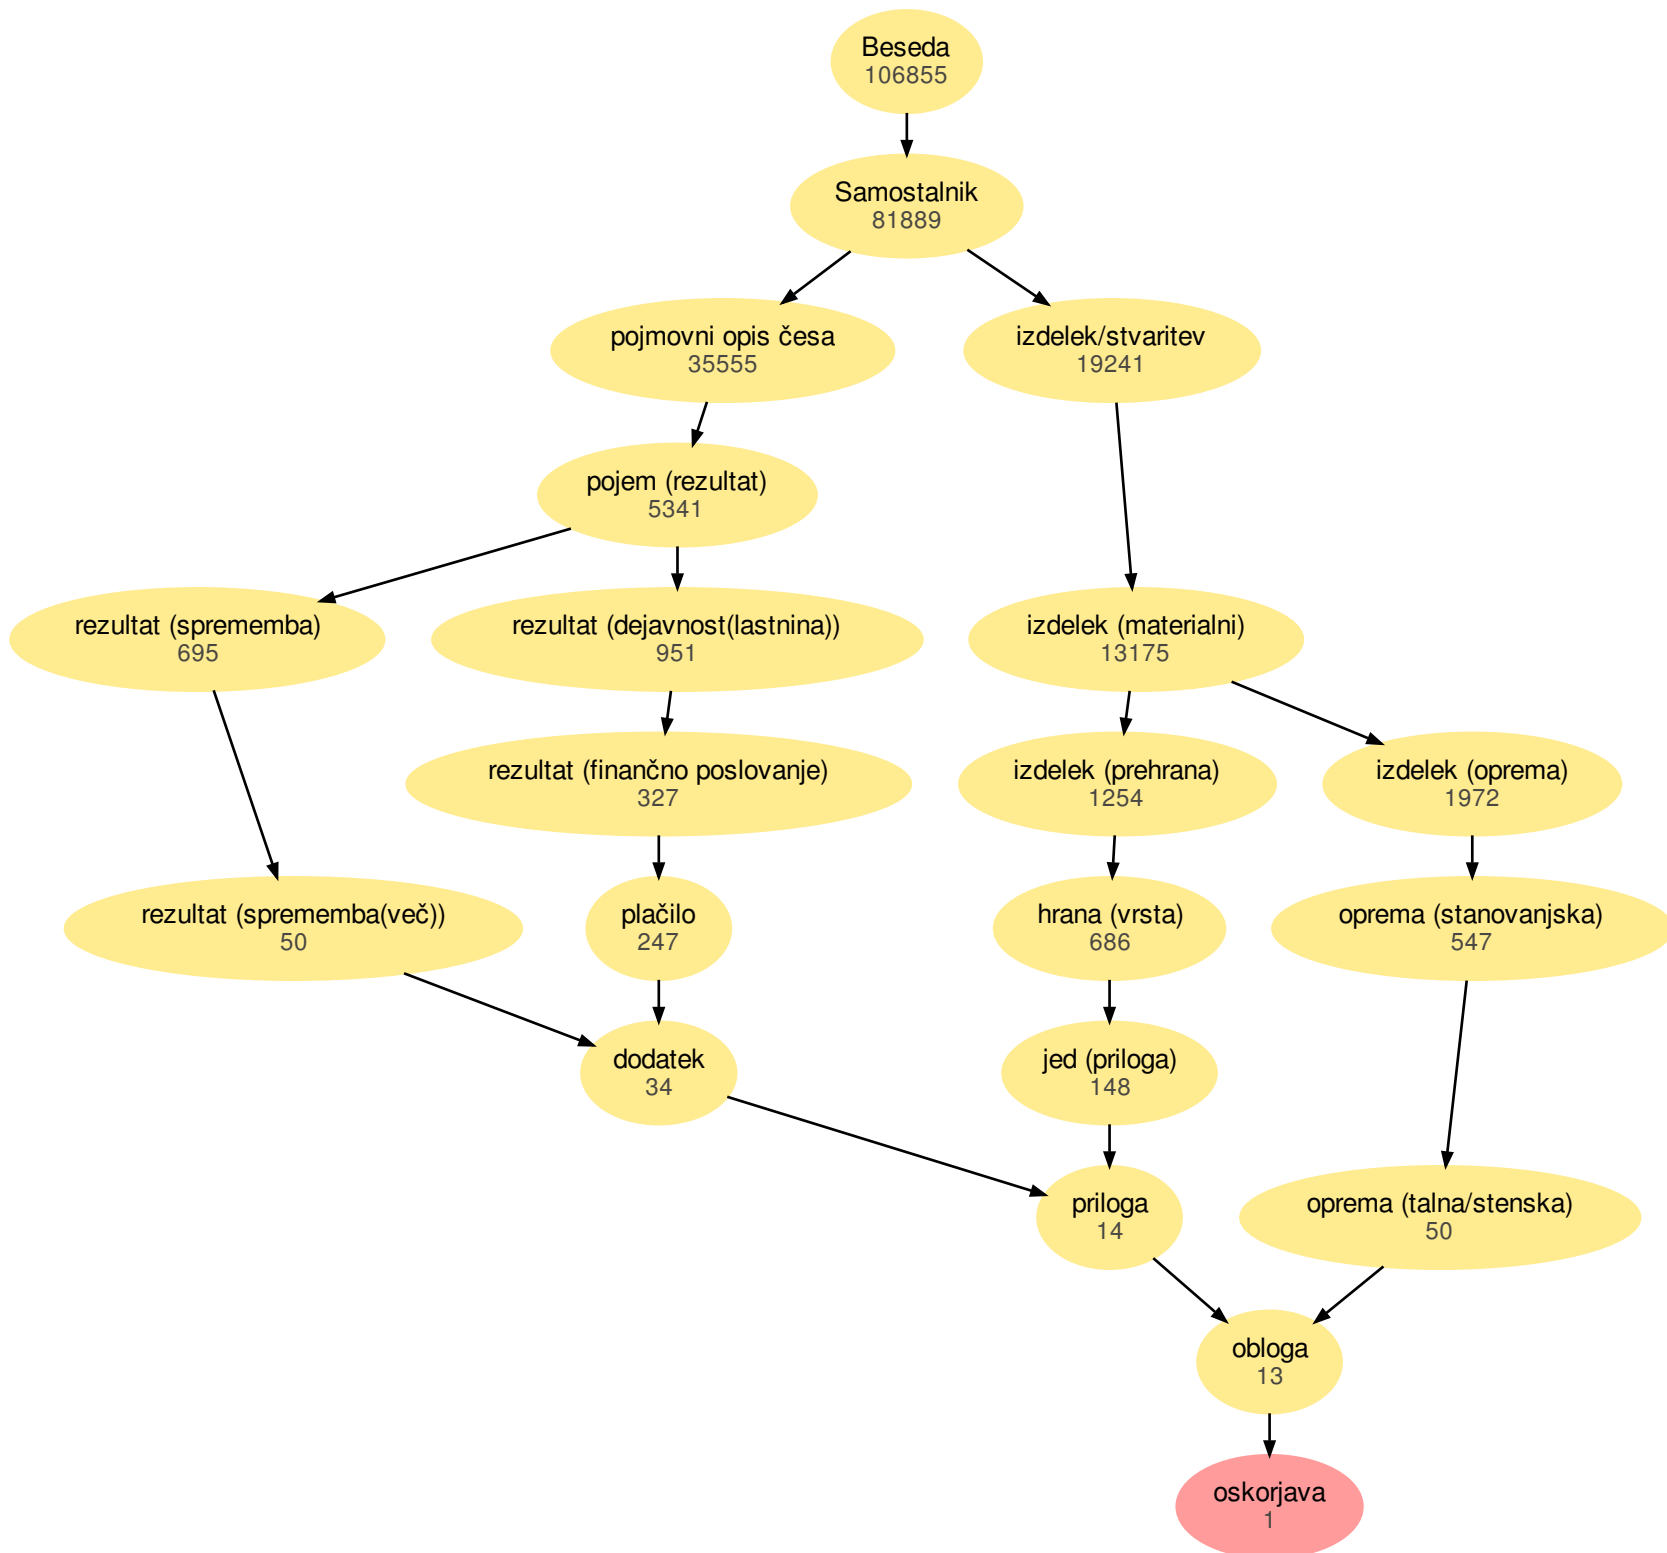 Beseda
106855
Samostalnik
81889
pojmovni opis česa
35555
izdelek/stvaritev
19241
pojem (rezultat)
5341
rezultat (sprememba)
695
rezultat (dejavnost(lastnina))
951
izdelek (materialni)
13175
rezultat (finančno poslovanje)
327
izdelek (prehrana)
1254
izdelek (oprema)
1972
rezultat (sprememba(več))
50
plačilo
247
hrana (vrsta)
686
oprema (stanovanjska)
547
dodatek
34
jed (priloga)
148
priloga
14
oprema (talna/stenska)
50
obloga
13
oskorjava
1